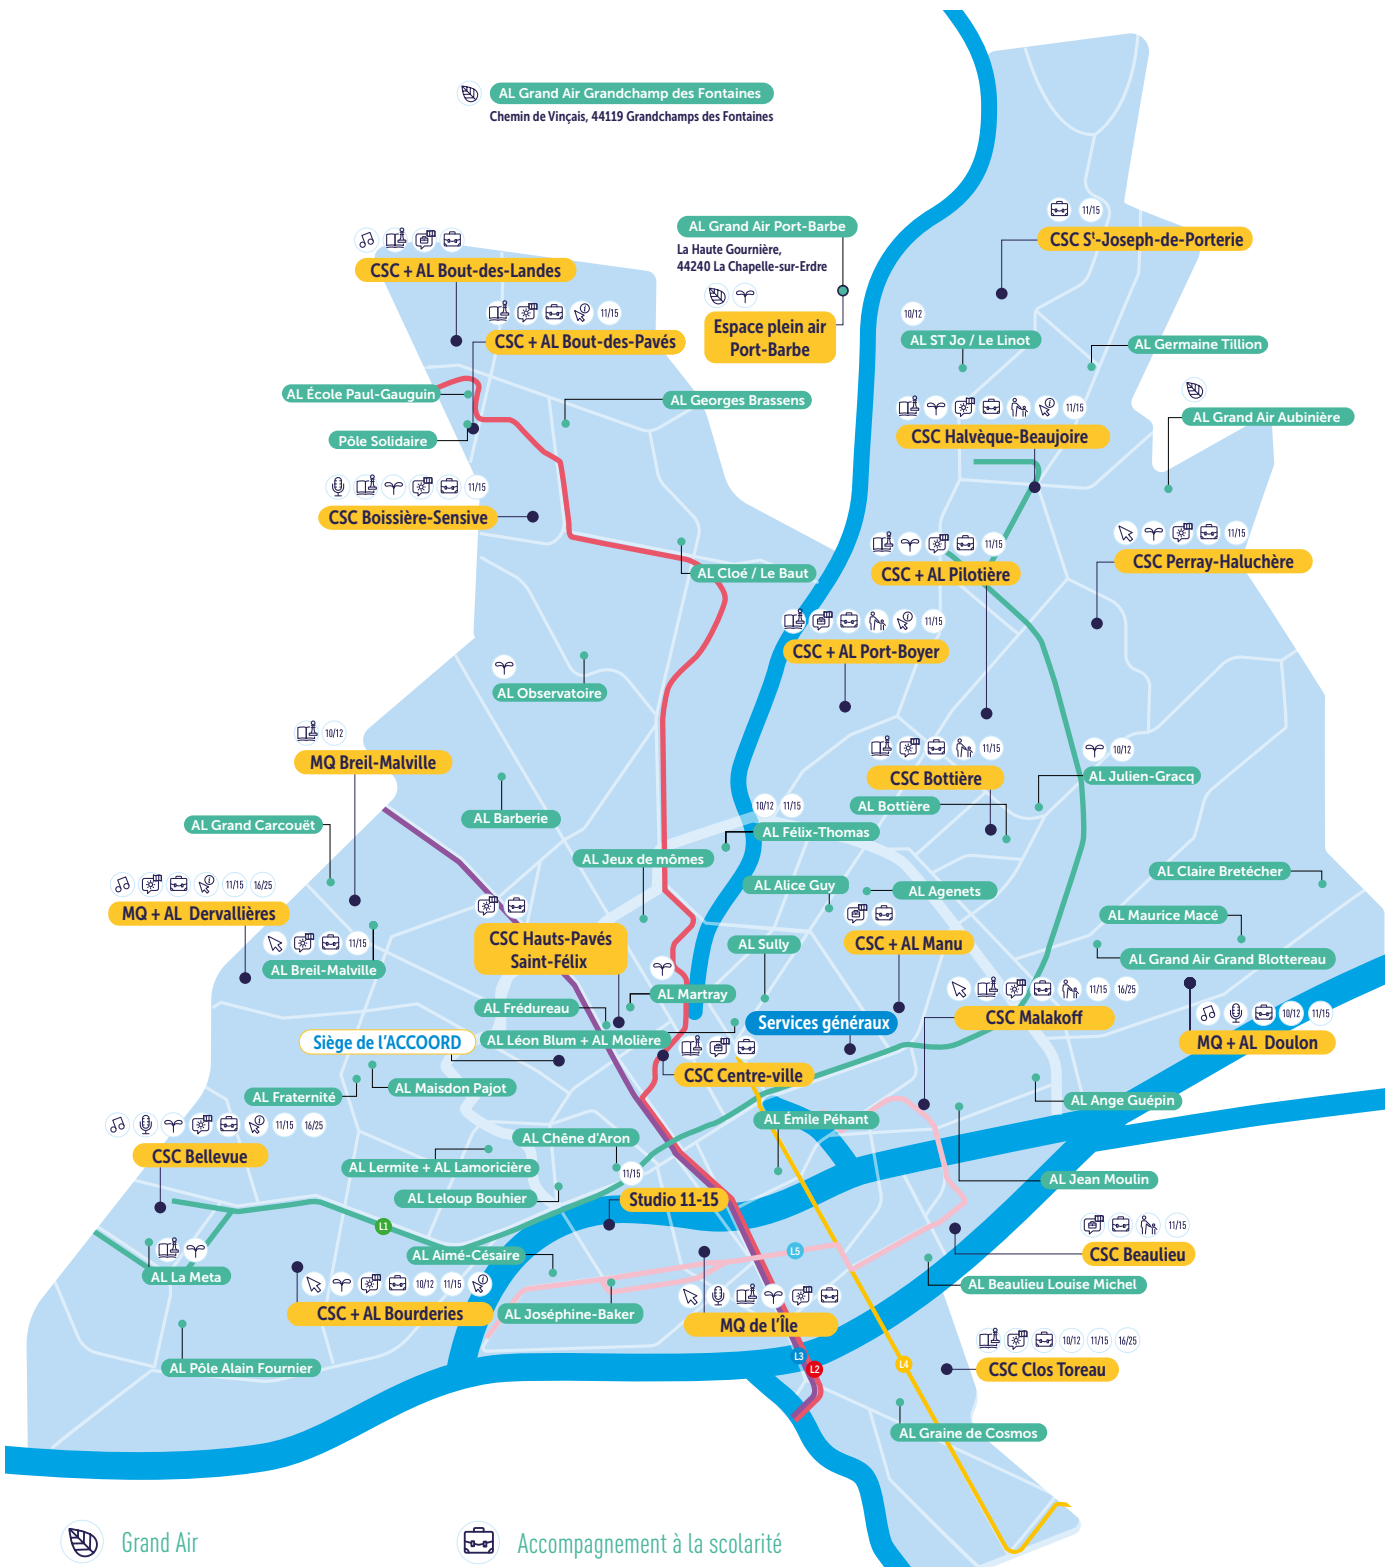 AL Grand Air Grandchamp des Fontaines
Chemin de Vinçais, 44119 Grandchamps des Fontaines
AL Grand Air Port-Barbe
La Haute Gournière,
44240 La Chapelle-sur-Erdre
Espace plein air
Port-Barbe
11/15
CSC St-Joseph-de-Porterie
CSC + AL Bout-des-Landes
11/15
CSC + AL Bout-des-Pavés
10/12
AL ST Jo / Le Linot
AL Germaine Tillion
AL École Paul-Gauguin
AL Georges Brassens
11/15
CSC Halvèque-Beaujoire
AL Grand Air Aubinière
Pôle Solidaire
11/15
CSC Boissière-Sensive
11/15
CSC + AL Pilotière
11/15
CSC Perray-Haluchère
AL Cloé / Le Baut
11/15
CSC + AL Port-Boyer
AL Observatoire
10/12
MQ Breil-Malville
11/15
CSC Bottière
10/12
AL Julien-Gracq
AL Bottière
10/12
11/15
AL Félix-Thomas
AL Barberie
AL Grand Carcouët
AL Jeux de mômes
AL Claire Bretécher
11/15
16/25
MQ + AL Dervallières
AL Alice Guy
AL Agenets
CSC + AL Manu
AL Maurice Macé
11/15
AL Breil-Malville
CSC Hauts-Pavés
Saint-Félix
AL Sully
AL Grand Air Grand Blottereau
AL Martray
11/15
16/25
CSC Malakoff
AL Frédureau
Services généraux
10/12
11/15
MQ + AL Doulon
Siège de l'ACCOORD
AL Léon Blum + AL Molière
CSC Centre-ville
AL Maisdon Pajot
AL Fraternité
AL Ange Guépin
11/15
16/25
CSC Bellevue
AL Émile Péhant
AL Chêne d'Aron
AL Lermite + AL Lamoricière
11/15
AL Jean Moulin
AL Leloup Bouhier
Studio 11-15
L1
11/15
CSC Beaulieu
L5
AL Aimé-Césaire
AL La Meta
10/12
11/15
CSC + AL Bourderies
AL Beaulieu Louise Michel
AL Joséphine-Baker
MQ de l'Île
10/12
11/15
16/25
CSC Clos Toreau
L3
L2
L4
AL Pôle Alain Fournier
AL Graine de Cosmos
Grand Air
Accompagnement à la scolarité